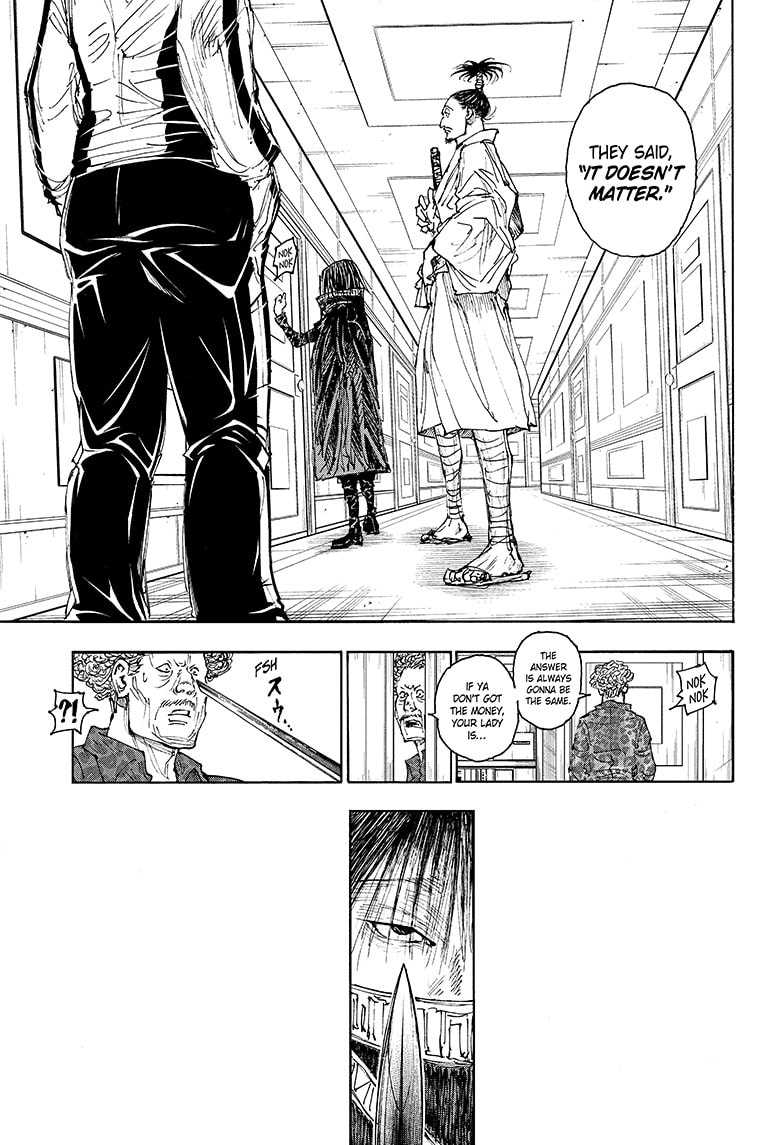 THEY SAID,
"IT DOESN'T
MATTER."
NOK
NOK
NOK
NOK
THE
ANSWER
IS ALWAYS
GONNA BE
THE SAME.
IF YA
DON'T GOT
THE MONEY,
YOUR LADY
IS...
FSH
スゥ...
?!